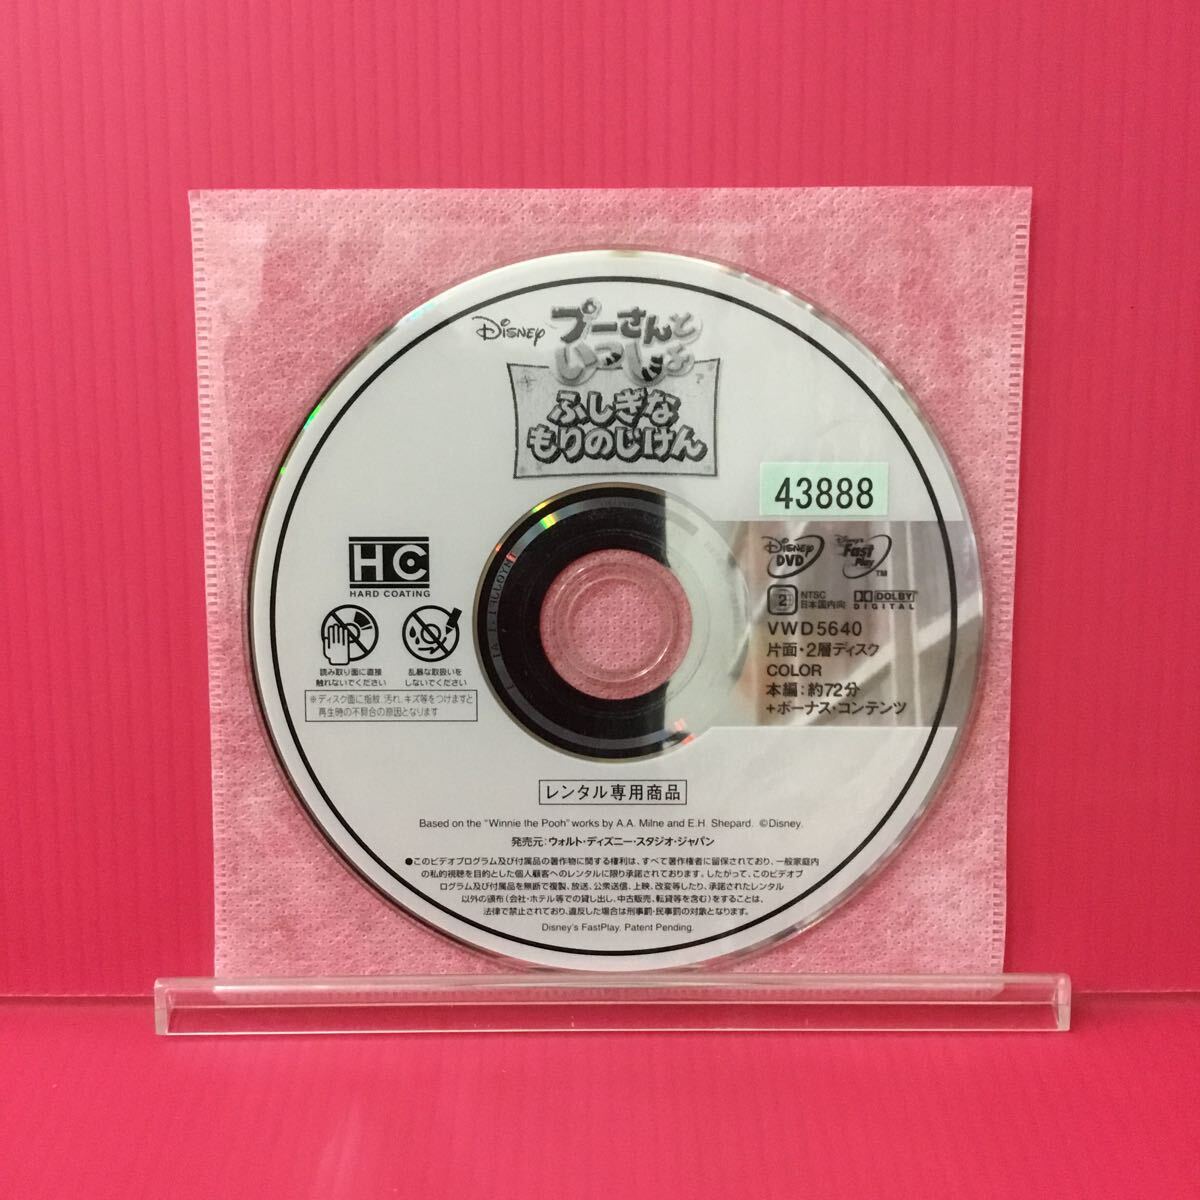 Disney
プーさんと
いっしょ
ふしぎな
もりのじけん
43888
HC
HARD COATING
読み取り面に直接
触れないでください
乱暴な取扱いを
しないでください
※ディスク面に指紋、汚れ、キズ等をつけますと
再生時の不具合の原因となります
Disney DVD
Disney's Fast Play™
2
NTSC
日本国内向
DOLBY
DIGITAL
VWD5640
片面・2層ディスク
COLOR
本編：約72分
＋ボーナス・コンテンツ
レンタル専用商品
Based on the "Winnie the Pooh" works by A.A. Milne and E.H. Shepard. ©Disney.
発売元：ウォルト・ディズニー・スタジオ・ジャパン
●このビデオプログラム及び付属品の著作物に関する権利は、すべて著作権者に留保されており、一般家庭内
の私的視聴を目的とした個人顧客へのレンタルに限り承諾されております。したがって、このビデオプ
ログラム及び付属品を無断で複製、放送、公衆送信、上映、改変等したり、承諾されたレンタル
以外の頒布（会社・ホテル等での貸し出し、中古販売、転貸等を含む）をすることは、
法律で禁止されており、違反した場合は刑事罰・民事罰の対象となります。
Disney's FastPlay. Patent Pending.